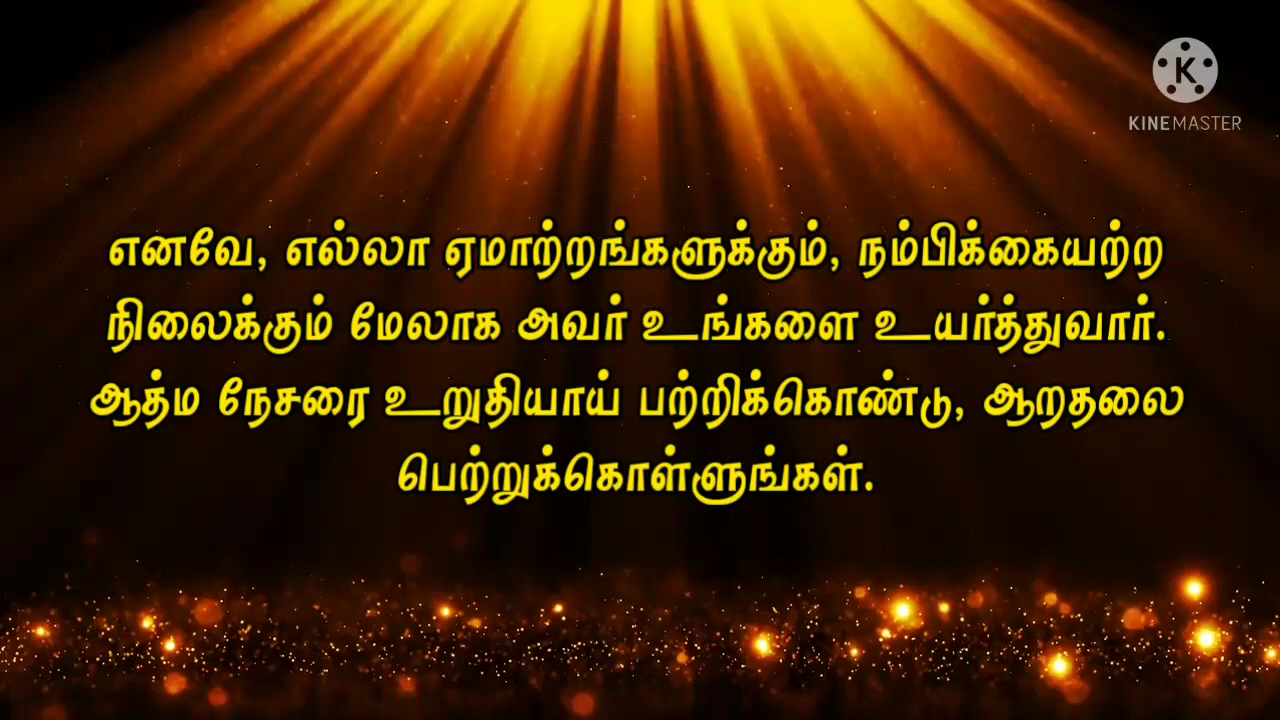 K
KINEMASTER
எனவே, எல்லா ஏமாற்றங்களுக்கும், நம்பிக்கையற்ற
நிலைக்கும் மேலாக அவர் உங்களை உயர்த்துவார்.
ஆத்ம நேசரை உறுதியாய் பற்றிக்கொண்டு, ஆறதலை
பெற்றுக்கொள்ளுங்கள்.